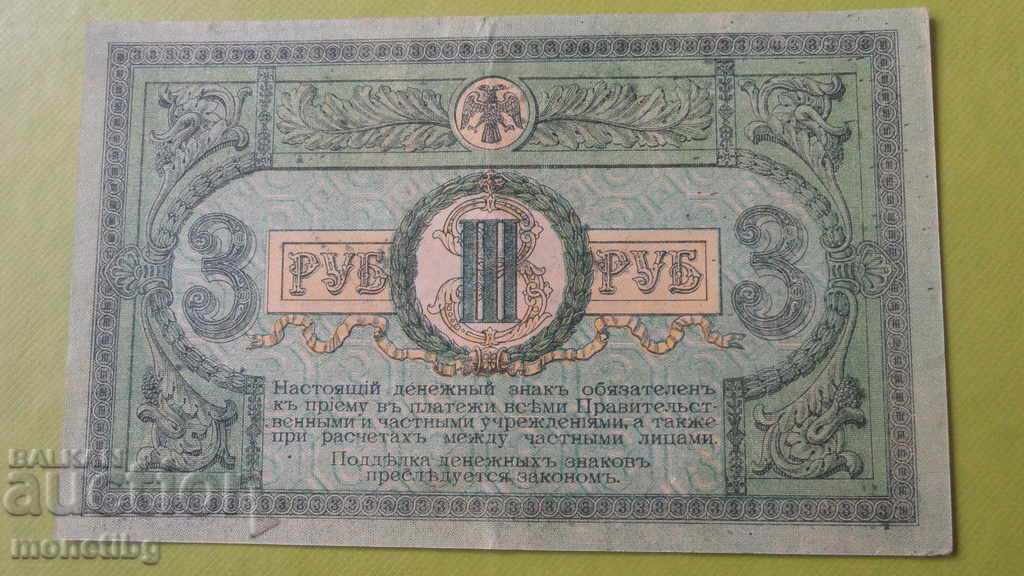 3 РУБ III РУБ 3
Настоящій денежный знакъ обязателенъ
къ пріему въ платежи всѣми Правительст-
венными и частными учрежденіями, а также
при расчетахъ между частными лицами.
Поддѣлка денежныхъ знаковъ
преслѣдуется закономъ.
BALKAN
auction
monetibg